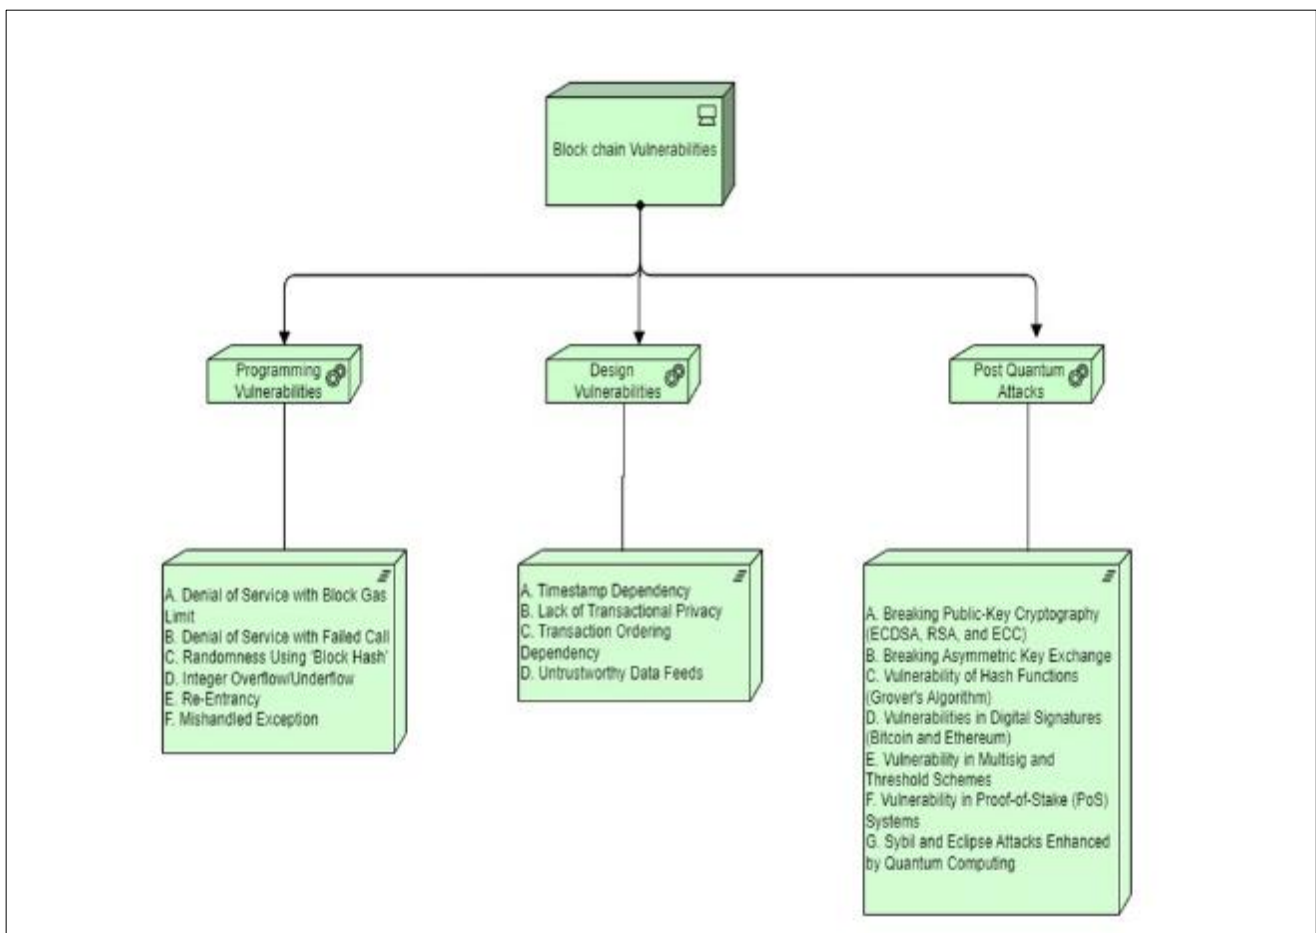 Block chain Vulnerabilities
Programming
Vulnerabilities
Design
Vulnerabilities
Post Quantum
Attacks
A. Denial of Service with Block Gas
Limit
B. Denial of Service with Failed Call
C. Randomness Using 'Block Hash'
D. Integer Overflow/Underflow
E. Re-Entrancy
F. Mishandled Exception
A. Timestamp Dependency
B. Lack of Transactional Privacy
C. Transaction Ordering
Dependency
D. Untrustworthy Data Feeds
A. Breaking Public-Key Cryptography
(ECDSA, RSA, and ECC)
B. Breaking Asymmetric Key Exchange
C. Vulnerability of Hash Functions
(Grover's Algorithm)
D. Vulnerabilities in Digital Signatures
(Bitcoin and Ethereum)
E. Vulnerability in Multisig and
Threshold Schemes
F. Vulnerability in Proof-of-Stake (PoS)
Systems
G. Sybil and Eclipse Attacks Enhanced
by Quantum Computing